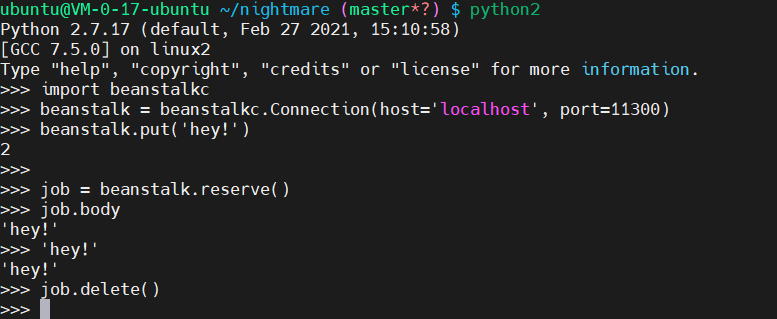 ubuntu@VM-0-17-ubuntu ~/nightmare (master*?) $ python2
Python 2.7.17 (default, Feb 27 2021, 15:10:58)
[GCC 7.5.0] on linux2
Type "help", "copyright", "credits" or "license" for more information.
>>> import beanstalkc
>>> beanstalk = beanstalkc.Connection(host='localhost', port=11300)
>>> beanstalk.put('hey!')
2
>>>
>>> job = beanstalk.reserve()
>>> job.body
'hey!'
>>> 'hey!'
'hey!'
>>> job.delete()
>>>